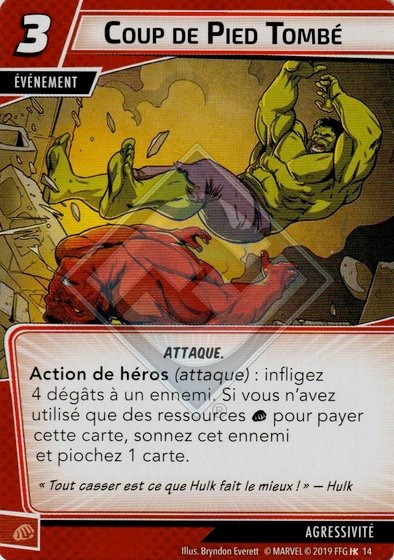 3
COUP DE PIED TOMBÉ
ÉVÉNEMENT
ATTAQUE.
Action de héros (attaque) : infligez
4 dégâts à un ennemi. Si vous n'avez
utilisé que des ressources pour payer
cette carte, sonnez cet ennemi
et piochez 1 carte.
« Tout casser est ce que Hulk fait le mieux ! » — Hulk
AGRESSIVITÉ
Illus. Bryndon Everett © MARVEL © 2019 FFG HK 14